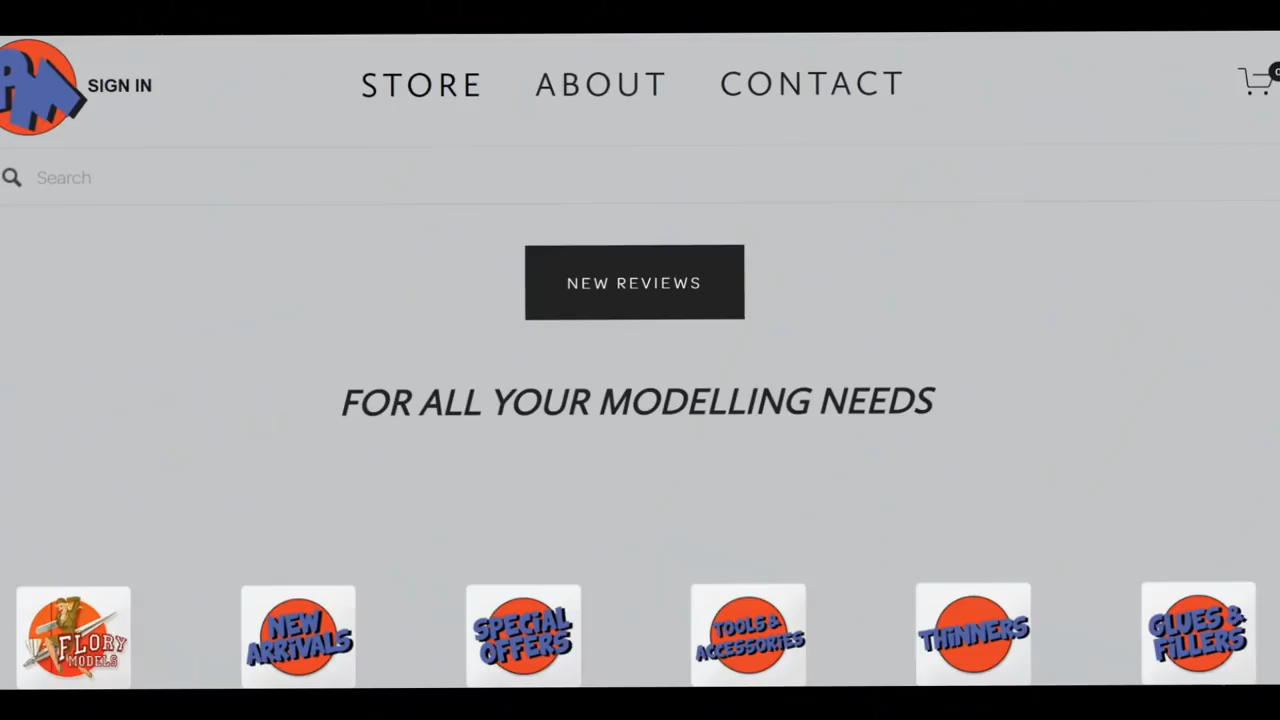 SIGN IN
STORE
ABOUT
CONTACT
Search
NEW REVIEWS
FOR ALL YOUR MODELLING NEEDS
FLORY
MODELS
NEW
ARRIVALS
SPECIAL
OFFERS
TOOLS &
ACCESSORIES
THINNERS
GLUES &
FILLERS